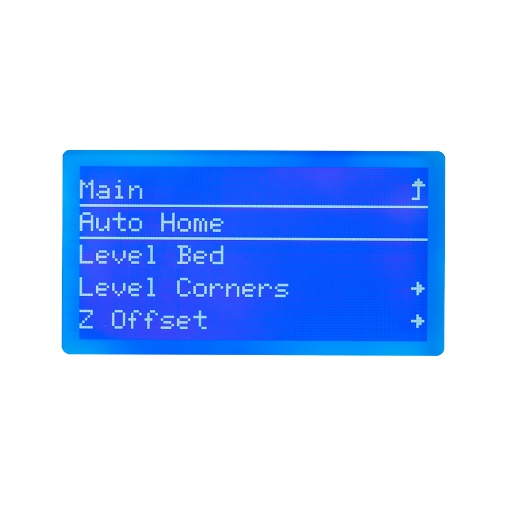 Main
Auto Home
Level Bed
Level Corners
Z Offset